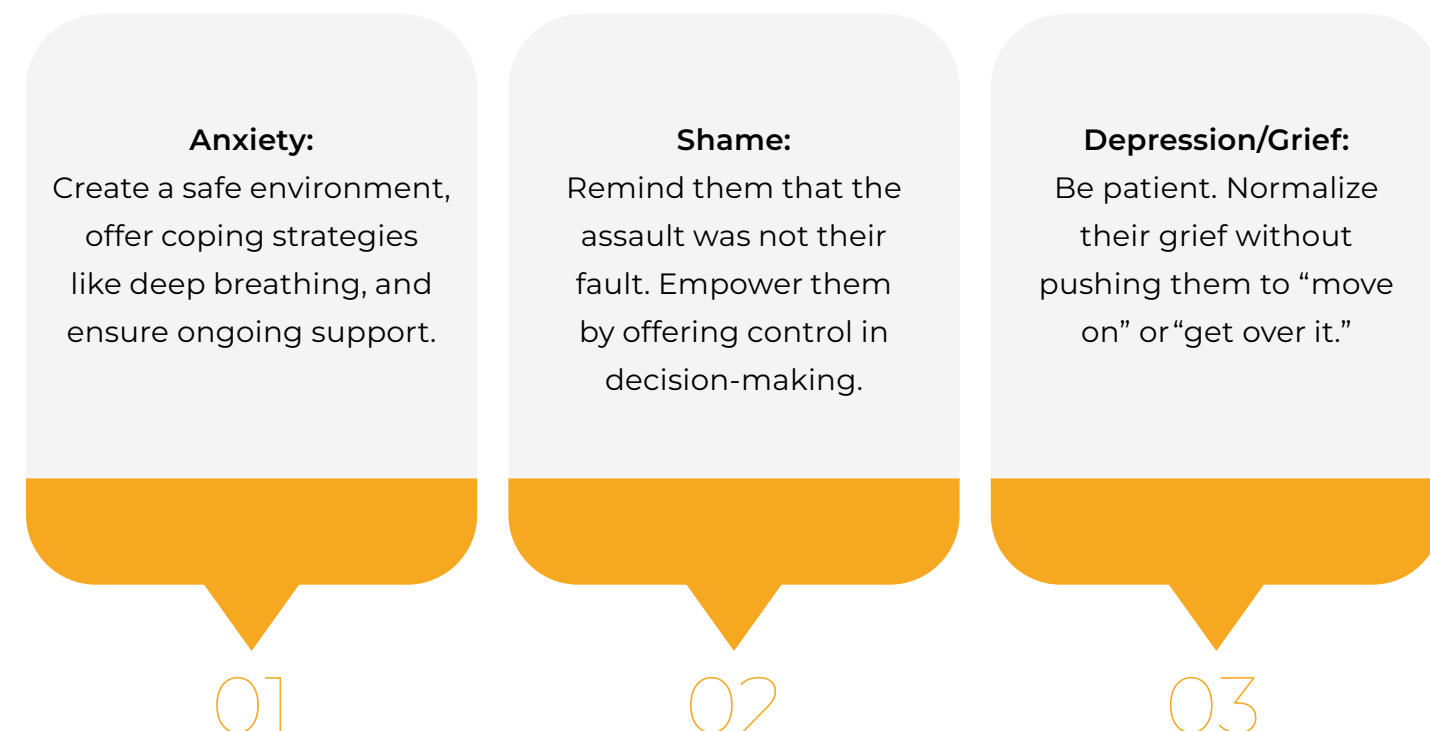 Anxiety:
Create a safe environment,
offer coping strategies
like deep breathing, and
ensure ongoing support.
01
Shame:
Remind them that the
assault was not their
fault. Empower them
by offering control in
decision-making.
02
Depression/Grief:
Be patient. Normalize
their grief without
pushing them to “move
on” or “get over it.”
03